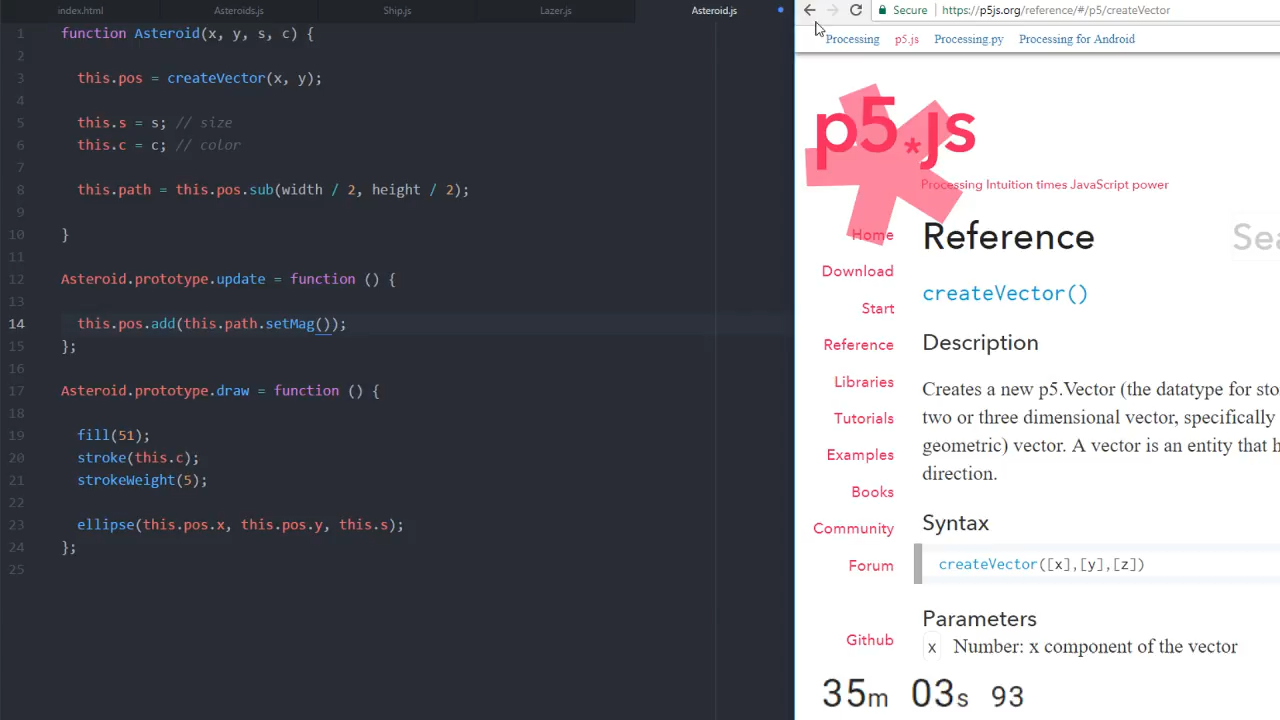 index.html Asteroids.js Ship.js Lazer.js Asteroid.js
1 function Asteroid(x, y, s, c) {
2
3 this.pos = createVector(x, y);
4
5 this.s = s; // size
6 this.c = c; // color
7
8 this.path = this.pos.sub(width / 2, height / 2);
9
10 }
11
12 Asteroid.prototype.update = function () {
13
14 this.pos.add(this.path.setMag());
15 };
16
17 Asteroid.prototype.draw = function () {
18
19 fill(51);
20 stroke(this.c);
21 strokeWeight(5);
22
23 ellipse(this.pos.x, this.pos.y, this.s);
24 };
25
Secure | https://p5js.org/reference/#/p5/createVector
Processing p5.js Processing.py Processing for Android
p5.js
Processing Intuition times JavaScript power
Home
Download
Start
Reference
Libraries
Tutorials
Examples
Books
Community
Forum
Github
Reference
createVector()
Description
Creates a new p5.Vector (the datatype for sto
two or three dimensional vector, specifically
geometric) vector. A vector is an entity that h
direction.
Syntax
createVector([x],[y],[z])
Parameters
x Number: x component of the vector
Sea
35m 03s 93